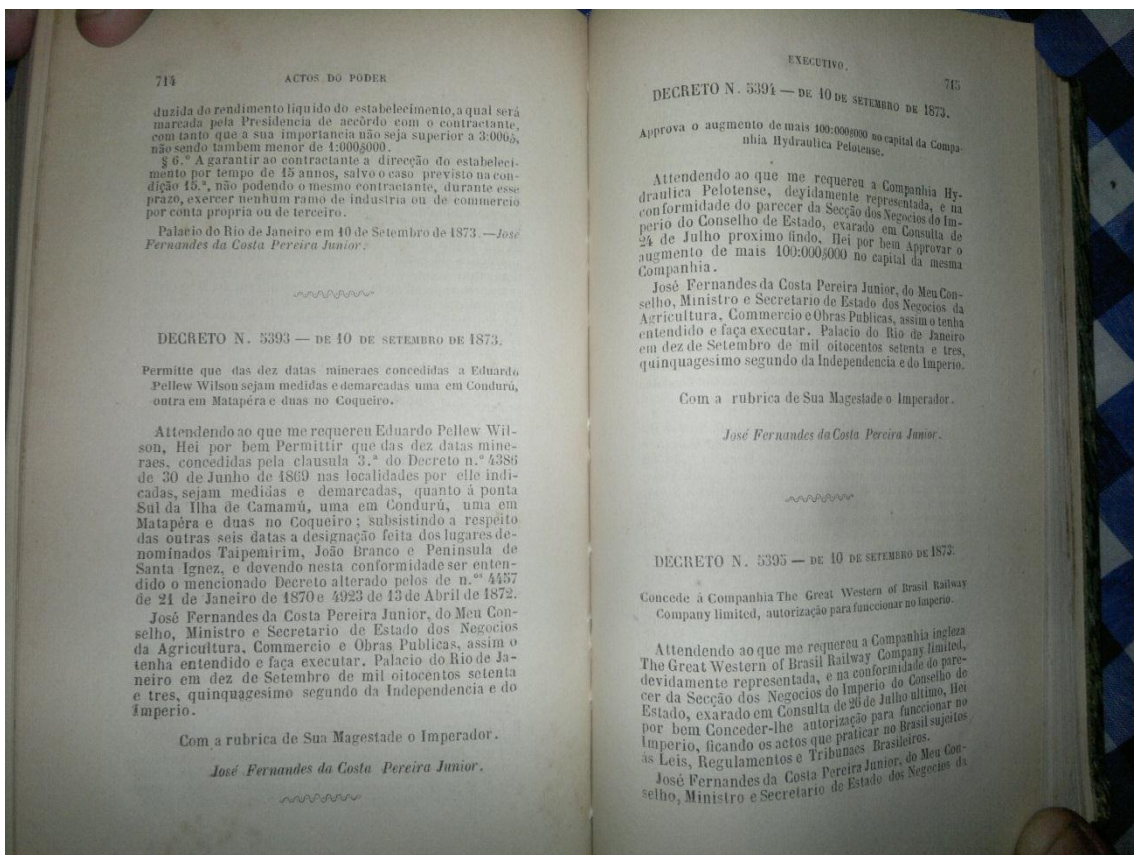 714 ACTOS DO PODER
duzida do rendimento liquido do estabelecimento, a qual será
marcada pela Presidencia de accôrdo com o contractante,
com tanto que a sua importancia não seja superior a 3:000$,
não sendo tambem menor de 1:000$000.
§ 6.º A garantir ao contractante a direcção do estabeleci-
mento por tempo de 15 annos, salvo o caso previsto na con-
dição 15.ª, não podendo o mesmo contractante, durante esse
prazo, exercer nenhum ramo de industria ou de commercio
por conta propria ou de terceiro.
Palacio do Rio de Janeiro em 10 de Setembro de 1873.—José
Fernandes da Costa Pereira Junior.
DECRETO N. 5393 — DE 10 DE SETEMBRO DE 1873.
Permitte que das dez datas mineraes concedidas a Eduardo
Pellew Wilson sejam medidas e demarcadas uma em Condurú,
outra em Matapéra e duas no Coqueiro.
Attendendo ao que me requereu Eduardo Pellew Wil-
son, Hei por bem Permittir que das dez datas mine-
raes, concedidas pela clausula 3.ª do Decreto n.º 4386
de 30 de Junho de 1869 nas localidades por elle indi-
cadas, sejam medidas e demarcadas, quanto á ponta
Sul da Ilha de Camamú, uma em Condurú, uma em
Matapéra e duas no Coqueiro; subsistindo a respeito
das outras seis datas a designação feita dos lugares de-
nominados Taipemirim, João Branco e Peninsula de
Santa Ignez, e devendo nesta conformidade ser enten-
dido o mencionado Decreto alterado pelos de n.ºs 4457
de 21 de Janeiro de 1870 e 4923 de 13 de Abril de 1872.
José Fernandes da Costa Pereira Junior, do Meu Con-
selho, Ministro e Secretario de Estado dos Negocios
da Agricultura, Commercio e Obras Publicas, assim o
tenha entendido e faça executar. Palacio do Rio de Ja-
neiro em dez de Setembro de mil oitocentos setenta
e tres, quinquagesimo segundo da Independencia e do
Imperio.
Com a rubrica de Sua Magestade o Imperador.
José Fernandes da Costa Pereira Junior.
EXECUTIVO. 715
DECRETO N. 5394 — DE 10 DE SETEMBRO DE 1873.
Approva o augmento de mais 100:000$000 no capital da Compa-
nhia Hydraulica Pelotense.
Attendendo ao que me requereu a Companhia Hy-
draulica Pelotense, devidamente representada, e na
conformidade do parecer da Secção dos Negocios do Im-
perio do Conselho de Estado, exarado em Consulta de
24 de Julho proximo findo, Hei por bem Approvar o
augmento de mais 100:000$000 no capital da mesma
Companhia.
José Fernandes da Costa Pereira Junior, do Meu Con-
selho, Ministro e Secretario de Estado dos Negocios da
Agricultura, Commercio e Obras Publicas, assim o tenha
entendido e faça executar. Palacio do Rio de Janeiro
em dez de Setembro de mil oitocentos setenta e tres,
quinquagesimo segundo da Independencia e do Imperio.
Com a rubrica de Sua Magestade o Imperador.
José Fernandes da Costa Pereira Junior.
DECRETO N. 5395 — DE 10 DE SETEMBRO DE 1873.
Concede á Companhia The Great Western of Brasil Railway
Company limited, autorização para funccionar no Imperio.
Attendendo ao que me requereu a Companhia ingleza
The Great Western of Brasil Railway Company limited,
devidamente representada, e na conformidade do pare-
cer da Secção dos Negocios do Imperio do Conselho de
Estado, exarado em Consulta de 26 de Julho ultimo, Hei
por bem Conceder-lhe autorização para funccionar no
Imperio, ficando os actos que praticar no Brasil sujeitos
ás Leis, Regulamentos e Tribunaes Brasileiros.
José Fernandes da Costa Pereira Junior, do Meu Con-
selho, Ministro e Secretario de Estado dos Negocios da